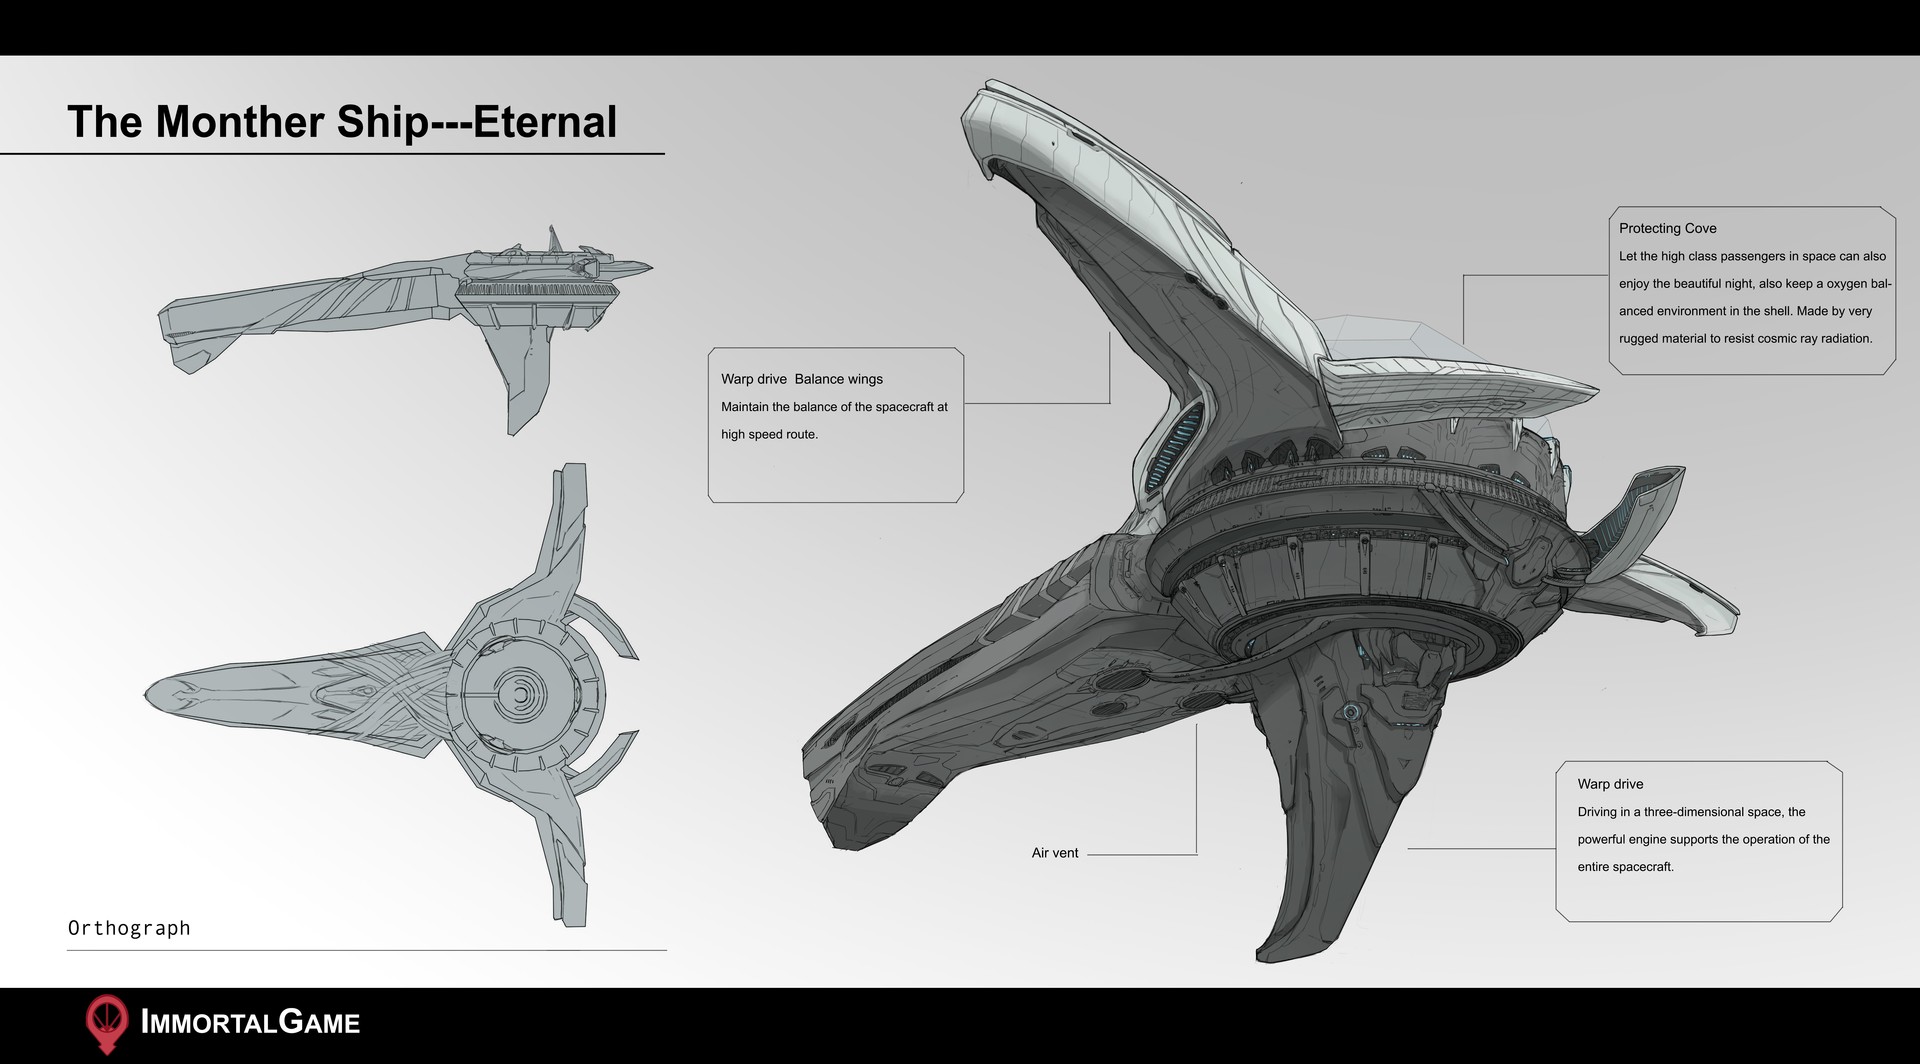 The Monther Ship---Eternal
Protecting Cove
Let the high class passengers in space can also
enjoy the beautiful night, also keep a oxygen bal-
anced environment in the shell. Made by very
rugged material to resist cosmic ray radiation.
Warp drive  Balance wings
Maintain the balance of the spacecraft at
high speed route.
Warp drive
Driving in a three-dimensional space, the
powerful engine supports the operation of the
entire spacecraft.
Air vent
Orthograph
IMMORTALGAME